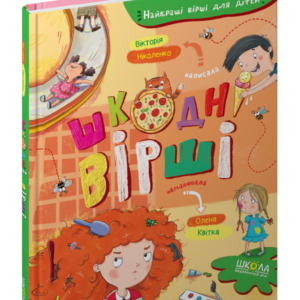 Найкращі вірші для дітей
Вікторія
Ніколенко
написала
ШКОДНІ
ВІРШІ
намалювала
Олена
Квітка
ШКОЛА